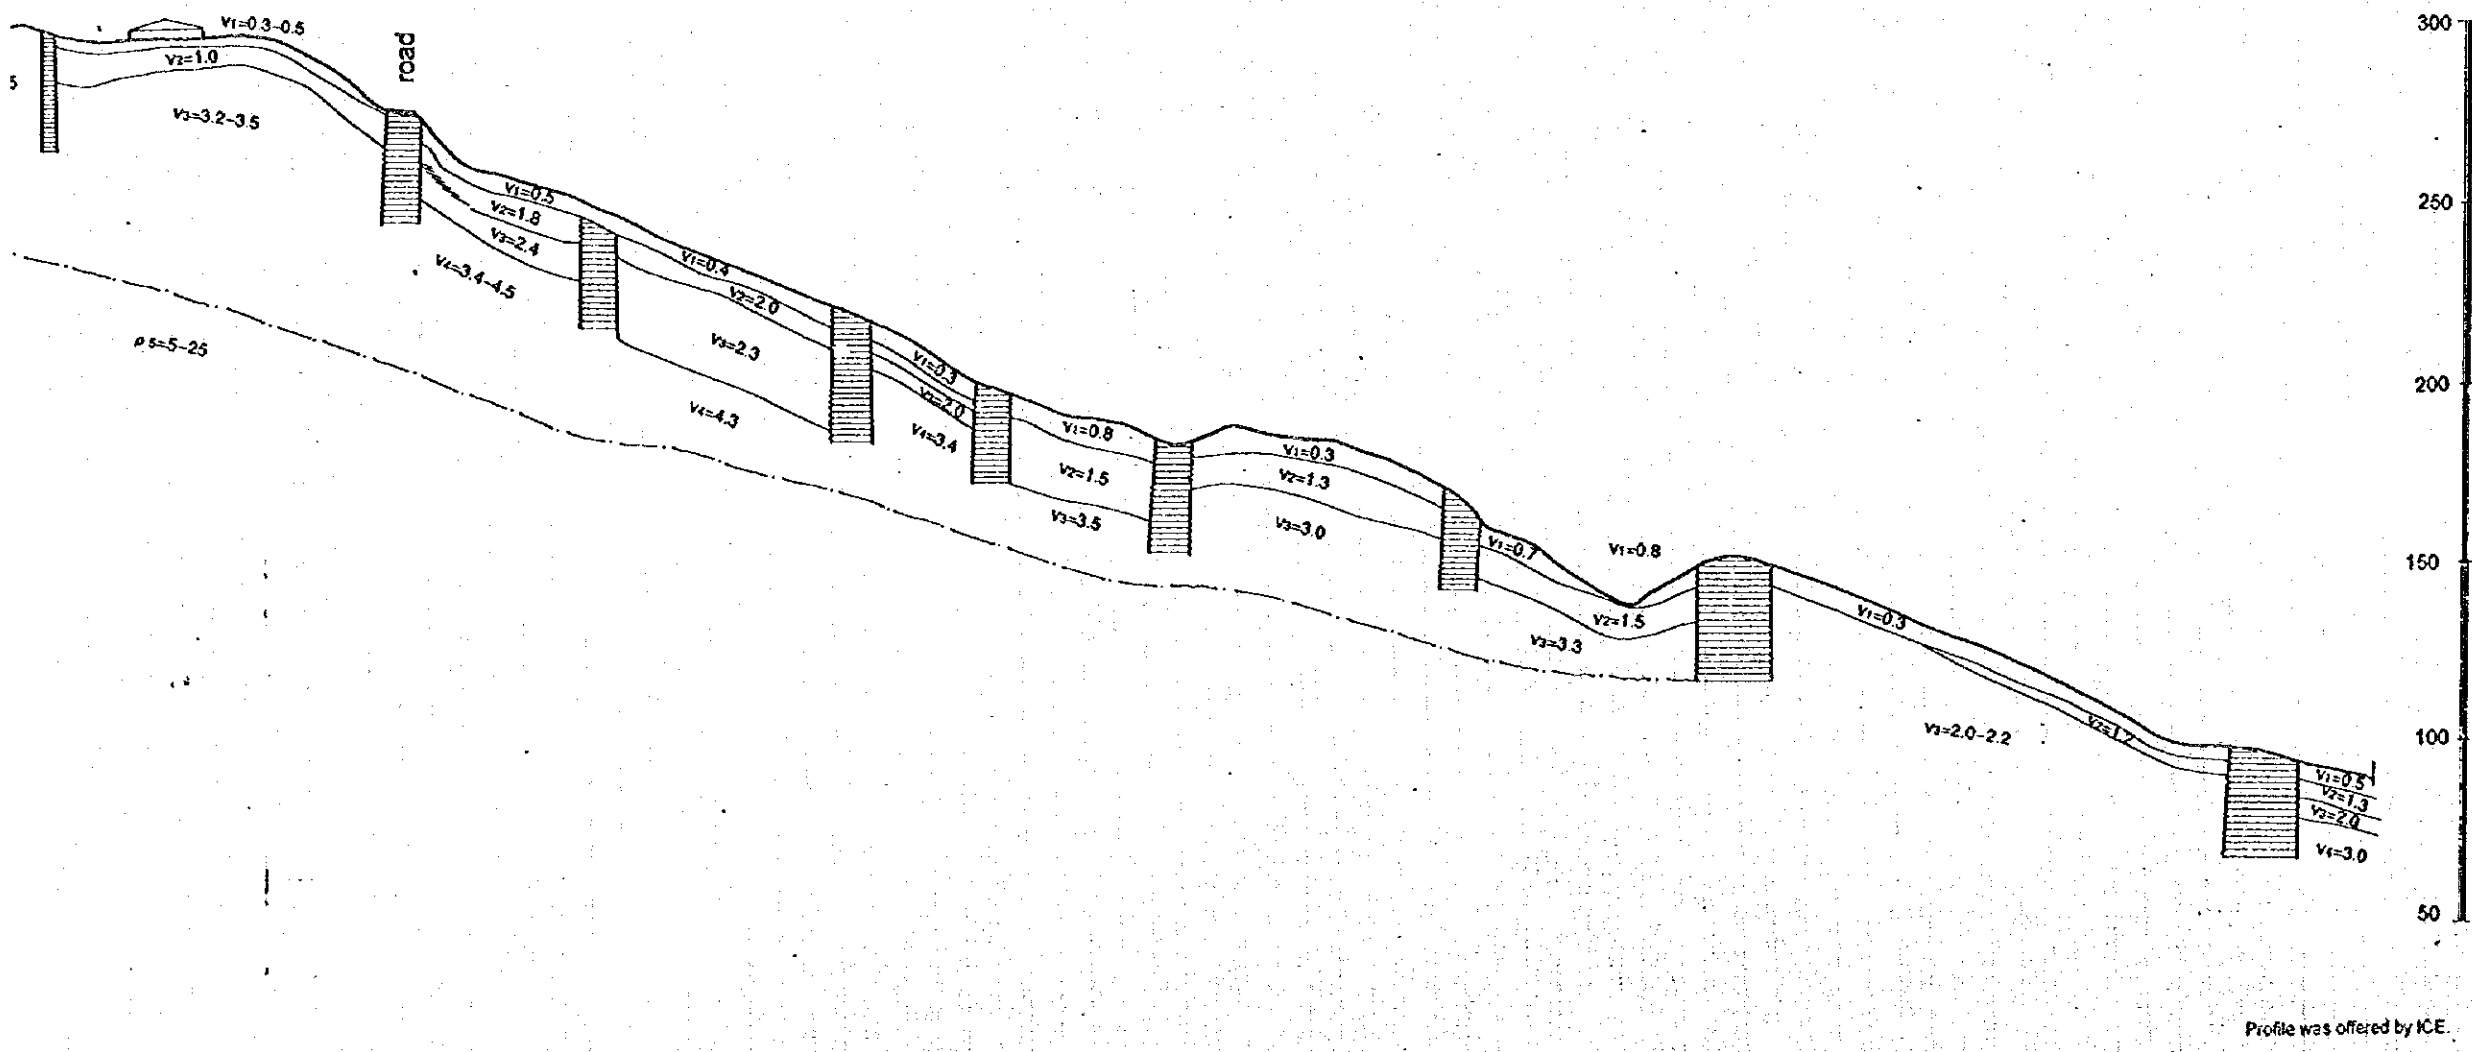 V1=0.3-0.5
300
V2=1.0
road
5
V3=3.2-3.5
V1=0.5
250
V2=1.8
V3=2.4
V4=3.4-4.5
V1=0.4
V2=2.0
ρ5=5-25
V3=2.3
V1=0.3
200
V2=2.0
V4=4.3
V4=3.4
V1=0.8
V1=0.3
V2=1.5
V2=1.3
V3=3.5
V3=3.0
V1=0.7
V1=0.8
150
V1=0.3
V2=1.5
V3=3.3
V2=1.2
V3=2.0-2.2
100
V1=0.5
V2=1.3
V3=2.0
V4=3.0
50
Profile was offered by ICE.